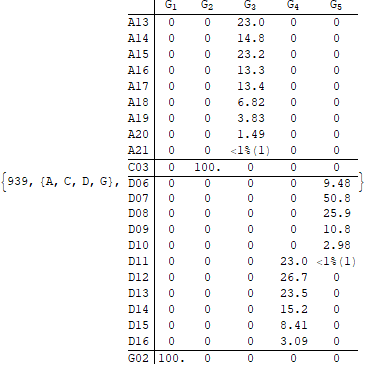 G1 G2 G3 G4 G5
A13 0 0 23.0 0 0
A14 0 0 14.8 0 0
A15 0 0 23.2 0 0
A16 0 0 13.3 0 0
A17 0 0 13.4 0 0
A18 0 0 6.82 0 0
A19 0 0 3.83 0 0
A20 0 0 1.49 0 0
A21 0 0 <1%(1) 0 0
C03 0 100. 0 0 0
{939, {A, C, D, G}, D06 0 0 0 0 9.48 }
D07 0 0 0 0 50.8
D08 0 0 0 0 25.9
D09 0 0 0 0 10.8
D10 0 0 0 0 2.98
D11 0 0 0 23.0 <1%(1)
D12 0 0 0 26.7 0
D13 0 0 0 23.5 0
D14 0 0 0 15.2 0
D15 0 0 0 8.41 0
D16 0 0 0 3.09 0
G02 100. 0 0 0 0